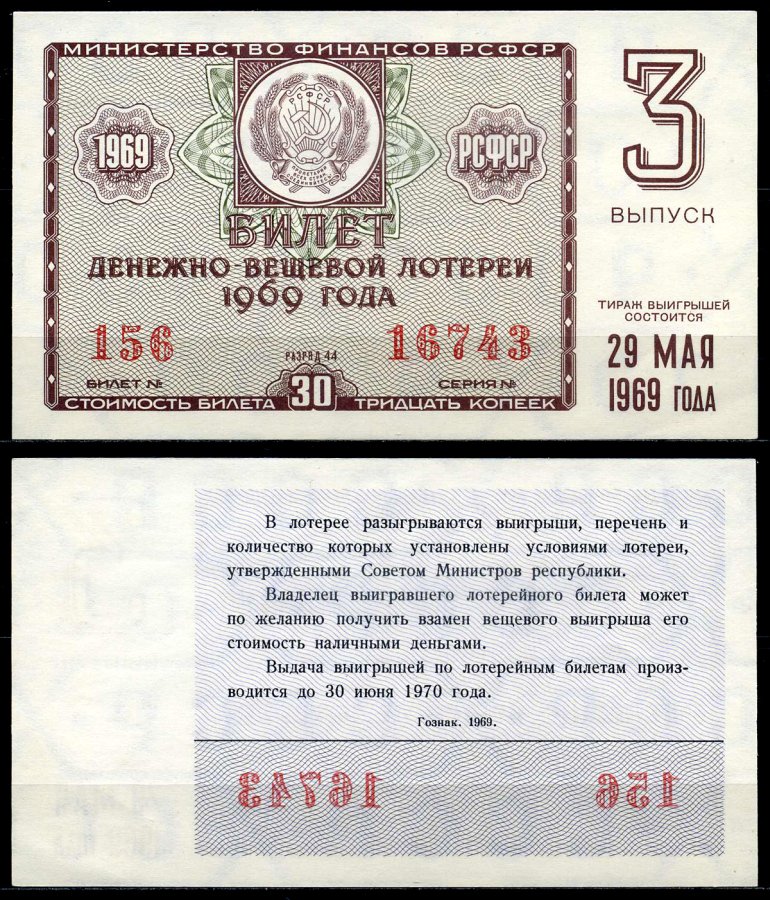 МИНИСТЕРСТВО ФИНАНСОВ РСФСР
3
ВЫПУСК
1969
РСФСР
РСФСР
БИЛЕТ
ДЕНЕЖНО ВЕЩЕВОЙ ЛОТЕРЕИ
1969 ГОДА
ТИРАЖ ВЫИГРЫШЕЙ
СОСТОИТСЯ
29 МАЯ
1969 ГОДА
156
РАЗРЯД 44
16743
БИЛЕТ №
СЕРИЯ №
СТОИМОСТЬ БИЛЕТА 30 ТРИДЦАТЬ КОПЕЕК
В лотерее разыгрываются выигрыши, перечень и
количество которых установлены условиями лотереи,
утвержденными Советом Министров республики.
Владелец выигравшего лотерейного билета может
по желанию получить взамен вещевого выигрыша его
стоимость наличными деньгами.
Выдача выигрышей по лотерейным билетам произ-
водится до 30 июня 1970 года.
Гознак. 1969.
16743
156